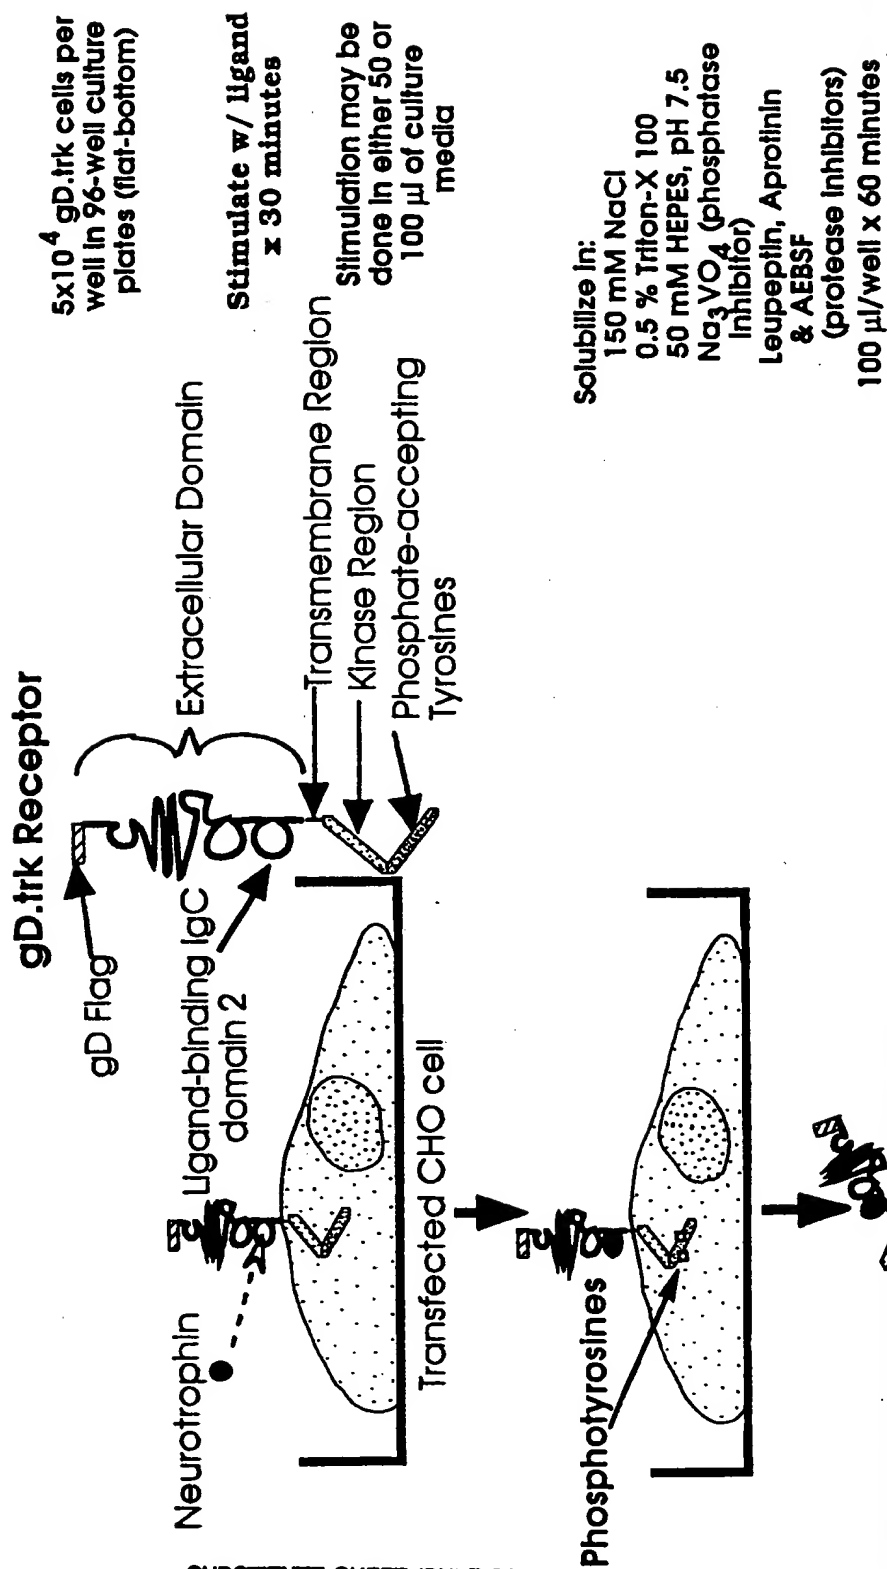 gD.trk Receptor
gD Flag
Extracellular Domain
Ligand-binding IgC
domain 2
Transmembrane Region
Kinase Region
Phosphate-accepting
Tyrosines
Neurotrophin
Transfected CHO cell
Phosphotyrosines
5x10⁴ gD.trk cells per
well in 96-well culture
plates (flat-bottom)
Stimulate w/ ligand
x 30 minutes
Stimulation may be
done in either 50 or
100 µl of culture
media
Solubilize in:
150 mM NaCl
0.5 % Triton-X 100
50 mM HEPES, pH 7.5
Na₃VO₄ (phosphatase
inhibitor)
Leupeptin, Aprotinin
& AEBSF
(protease inhibitors)
100 µl/well x 60 minutes